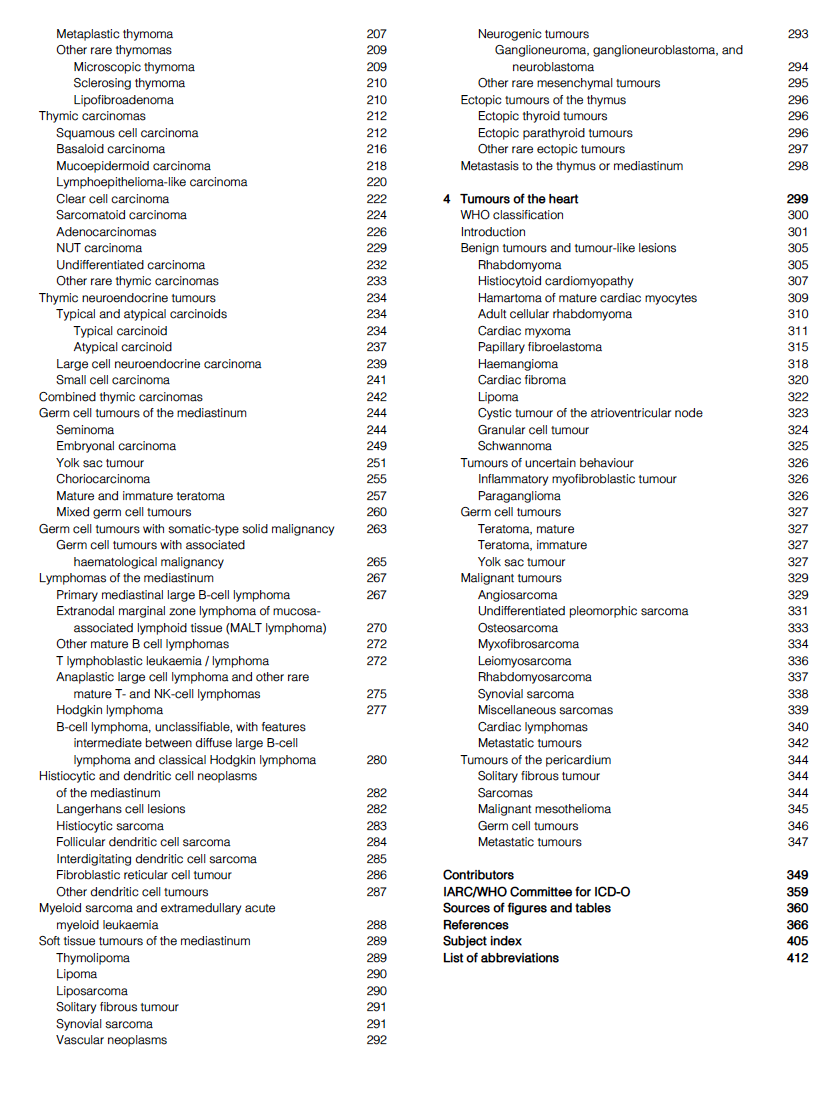 Metaplastic thymoma 207
Other rare thymomas 209
Microscopic thymoma 209
Sclerosing thymoma 210
Lipofibroadenoma 210
Thymic carcinomas 212
Squamous cell carcinoma 212
Basaloid carcinoma 216
Mucoepidermoid carcinoma 218
Lymphoepithelioma-like carcinoma 220
Clear cell carcinoma 222
Sarcomatoid carcinoma 224
Adenocarcinomas 226
NUT carcinoma 229
Undifferentiated carcinoma 232
Other rare thymic carcinomas 233
Thymic neuroendocrine tumours 234
Typical and atypical carcinoids 234
Typical carcinoid 234
Atypical carcinoid 237
Large cell neuroendocrine carcinoma 239
Small cell carcinoma 241
Combined thymic carcinomas 242
Germ cell tumours of the mediastinum 244
Seminoma 244
Embryonal carcinoma 249
Yolk sac tumour 251
Choriocarcinoma 255
Mature and immature teratoma 257
Mixed germ cell tumours 260
Germ cell tumours with somatic-type solid malignancy 263
Germ cell tumours with associated
haematological malignancy 265
Lymphomas of the mediastinum 267
Primary mediastinal large B-cell lymphoma 267
Extranodal marginal zone lymphoma of mucosa-
associated lymphoid tissue (MALT lymphoma) 270
Other mature B cell lymphomas 272
T lymphoblastic leukaemia / lymphoma 272
Anaplastic large cell lymphoma and other rare
mature T- and NK-cell lymphomas 275
Hodgkin lymphoma 277
B-cell lymphoma, unclassifiable, with features
intermediate between diffuse large B-cell
lymphoma and classical Hodgkin lymphoma 280
Histiocytic and dendritic cell neoplasms
of the mediastinum 282
Langerhans cell lesions 282
Histiocytic sarcoma 283
Follicular dendritic cell sarcoma 284
Interdigitating dendritic cell sarcoma 285
Fibroblastic reticular cell tumour 286
Other dendritic cell tumours 287
Myeloid sarcoma and extramedullary acute
myeloid leukaemia 288
Soft tissue tumours of the mediastinum 289
Thymolipoma 289
Lipoma 290
Liposarcoma 290
Solitary fibrous tumour 291
Synovial sarcoma 291
Vascular neoplasms 292
Neurogenic tumours 293
Ganglioneuroma, ganglioneuroblastoma, and
neuroblastoma 294
Other rare mesenchymal tumours 295
Ectopic tumours of the thymus 296
Ectopic thyroid tumours 296
Ectopic parathyroid tumours 296
Other rare ectopic tumours 297
Metastasis to the thymus or mediastinum 298
4 Tumours of the heart 299
WHO classification 300
Introduction 301
Benign tumours and tumour-like lesions 305
Rhabdomyoma 305
Histiocytoid cardiomyopathy 307
Hamartoma of mature cardiac myocytes 309
Adult cellular rhabdomyoma 310
Cardiac myxoma 311
Papillary fibroelastoma 315
Haemangioma 318
Cardiac fibroma 320
Lipoma 322
Cystic tumour of the atrioventricular node 323
Granular cell tumour 324
Schwannoma 325
Tumours of uncertain behaviour 326
Inflammatory myofibroblastic tumour 326
Paraganglioma 326
Germ cell tumours 327
Teratoma, mature 327
Teratoma, immature 327
Yolk sac tumour 327
Malignant tumours 329
Angiosarcoma 329
Undifferentiated pleomorphic sarcoma 331
Osteosarcoma 333
Myxofibrosarcoma 334
Leiomyosarcoma 336
Rhabdomyosarcoma 337
Synovial sarcoma 338
Miscellaneous sarcomas 339
Cardiac lymphomas 340
Metastatic tumours 342
Tumours of the pericardium 344
Solitary fibrous tumour 344
Sarcomas 344
Malignant mesothelioma 345
Germ cell tumours 346
Metastatic tumours 347
Contributors 349
IARC/WHO Committee for ICD-O 359
Sources of figures and tables 360
References 366
Subject index 405
List of abbreviations 412